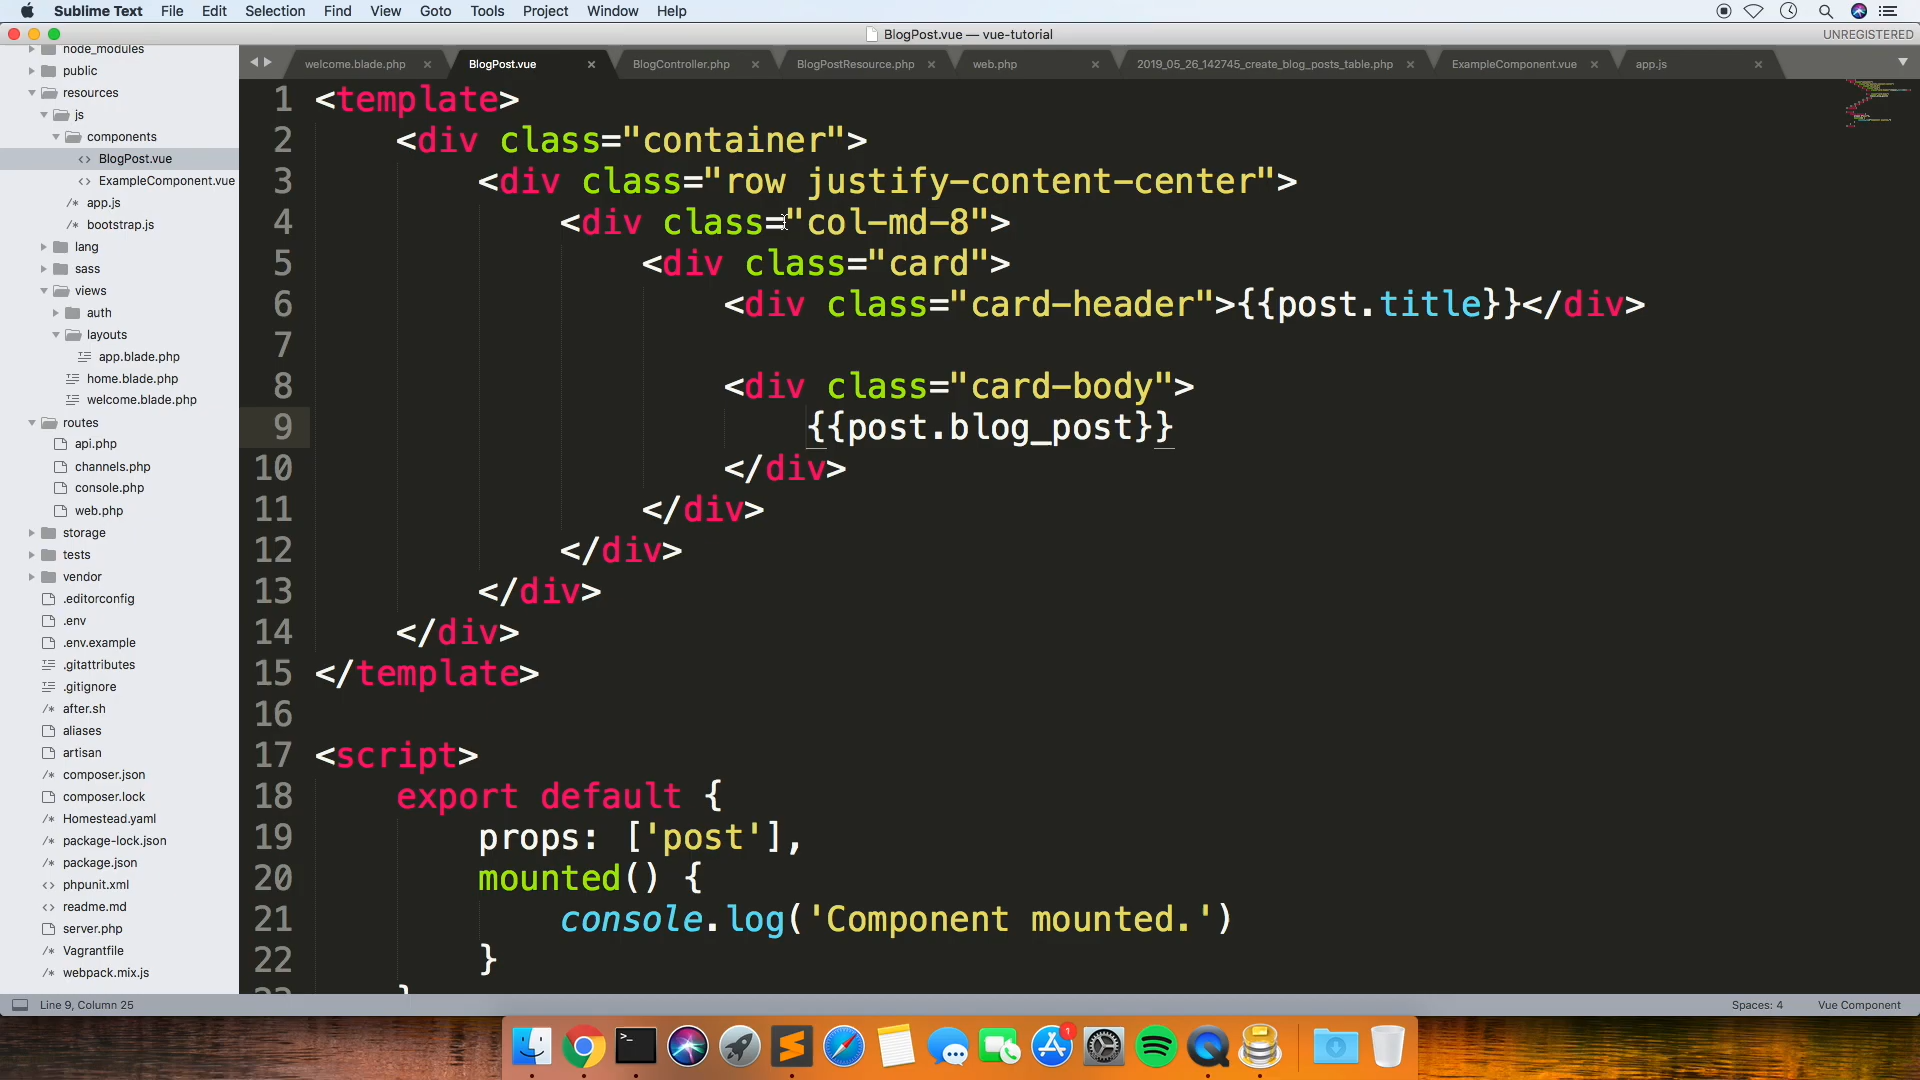 Sublime Text File Edit Selection Find View Goto Tools Project Window Help
BlogPost.vue — vue-tutorial
UNREGISTERED
welcome.blade.php BlogPost.vue BlogController.php BlogPostResource.php web.php 2019_05_26_142745_create_blog_posts_table.php ExampleComponent.vue app.js
node_modules
public
resources
js
components
BlogPost.vue
ExampleComponent.vue
app.js
bootstrap.js
lang
sass
views
auth
layouts
app.blade.php
home.blade.php
welcome.blade.php
routes
api.php
channels.php
console.php
web.php
storage
tests
vendor
.editorconfig
.env
.env.example
.gitattributes
.gitignore
after.sh
aliases
artisan
composer.json
composer.lock
Homestead.yaml
package-lock.json
package.json
phpunit.xml
readme.md
server.php
Vagrantfile
webpack.mix.js
1 <template>
2 <div class="container">
3 <div class="row justify-content-center">
4 <div class="col-md-8">
5 <div class="card">
6 <div class="card-header">{{post.title}}</div>
7
8 <div class="card-body">
9 {{post.blog_post}}
10 </div>
11 </div>
12 </div>
13 </div>
14 </div>
15 </template>
16
17 <script>
18 export default {
19 props: ['post'],
20 mounted() {
21 console.log('Component mounted.')
22 }
Line 9, Column 25
Spaces: 4 Vue Component
1